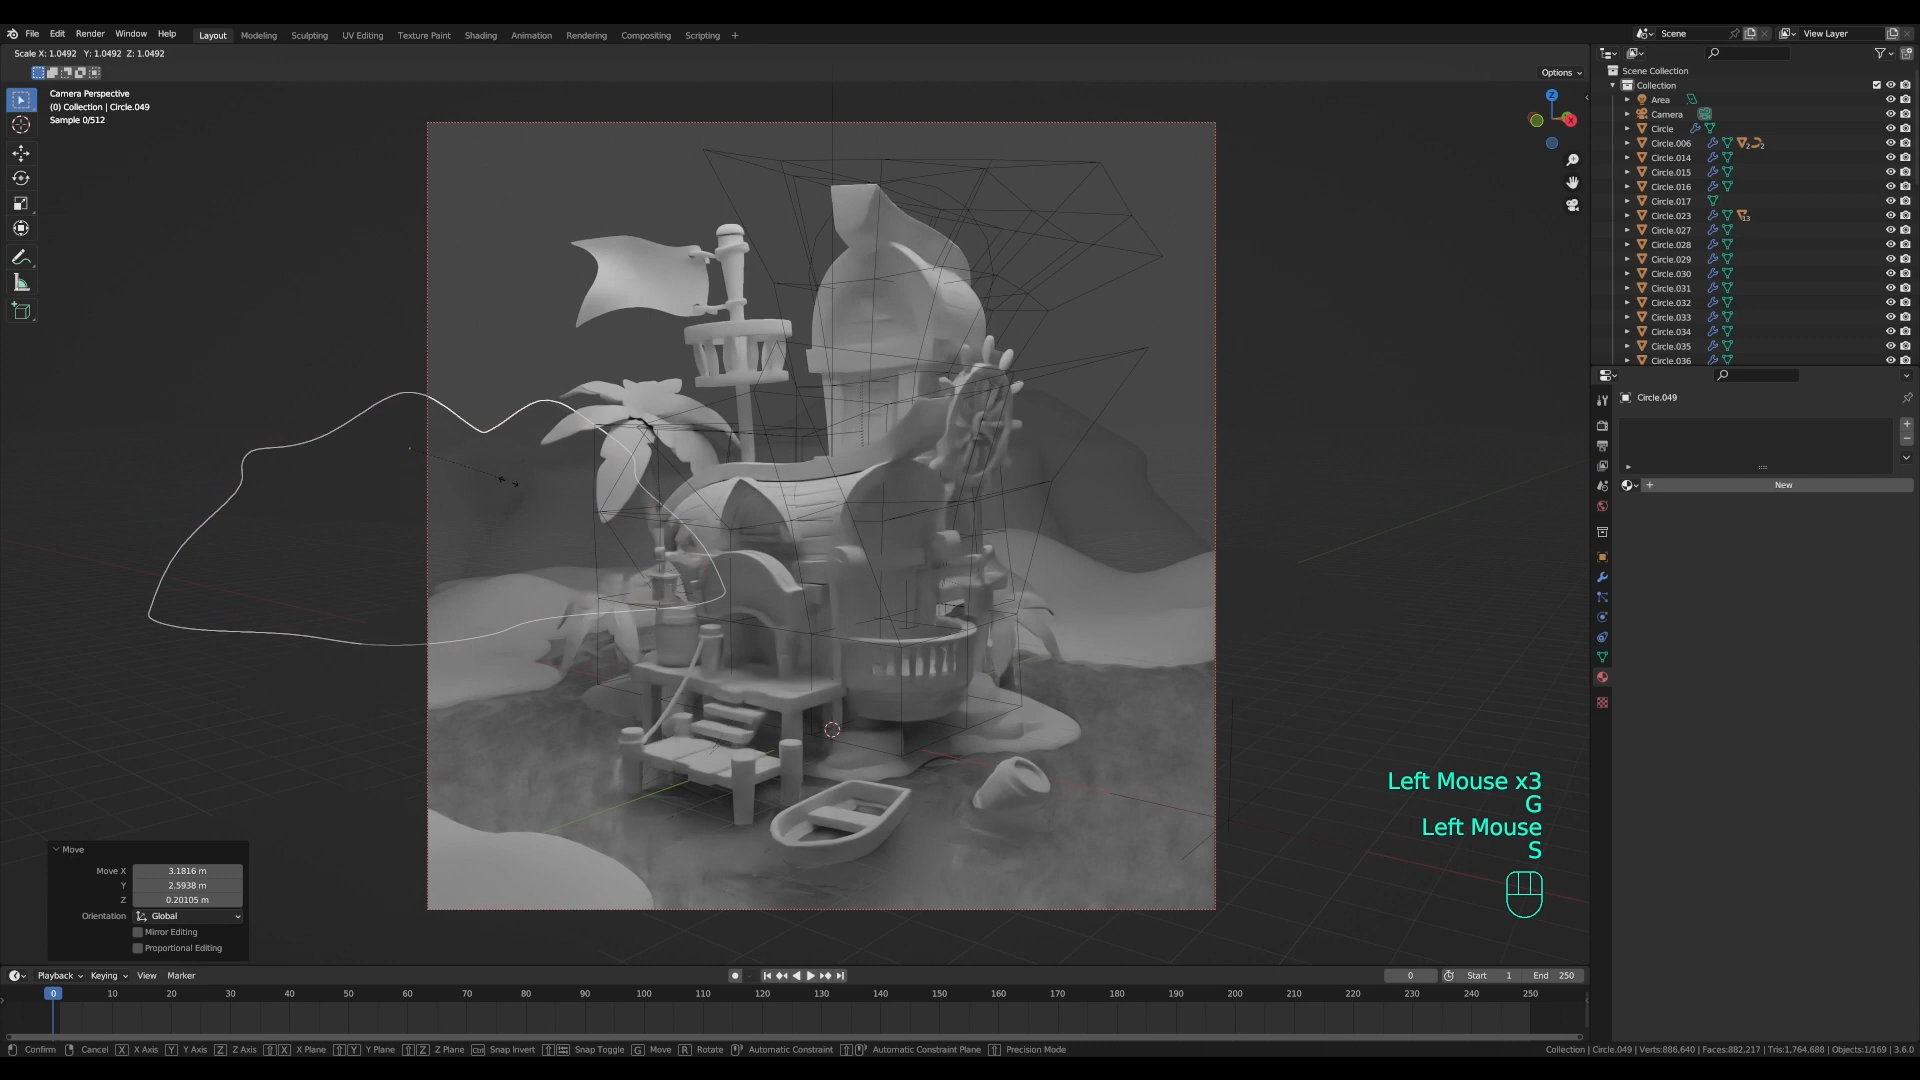 File Edit Render Window Help Layout Modeling Sculpting UV Editing Texture Paint Shading Animation Rendering Compositing Scripting + Scene View Layer
Scale X: 1.0492 Y: 1.0492 Z: 1.0492
Options
Camera Perspective
(0) Collection | Circle.049
Sample 0/512
Z
X
Scene Collection
Collection
Area
Camera
Circle
Circle.006 2 2
Circle.014
Circle.015
Circle.016
Circle.017
Circle.023 13
Circle.027
Circle.028
Circle.029
Circle.030
Circle.031
Circle.032
Circle.033
Circle.034
Circle.035
Circle.036
Circle.049
+ New
Left Mouse x3
G
Left Mouse
S
Move
Move X 3.1816 m
Y 2.5938 m
Z 0.20105 m
Orientation Global
Mirror Editing
Proportional Editing
Playback Keying View Marker 0 Start 1 End 250
0 10 20 30 40 50 60 70 80 90 100 110 120 130 140 150 160 170 180 190 200 210 220 230 240 250
Confirm Cancel X X Axis Y Y Axis Z Z Axis X X Plane Y Y Plane Z Z Plane Ctrl Snap Invert Snap Toggle G Move R Rotate Automatic Constraint Automatic Constraint Plane Precision Mode Collection | Circle.049 | Verts:886,640 | Faces:882,217 | Tris:1,764,688 | Objects:1/169 | 3.6.0